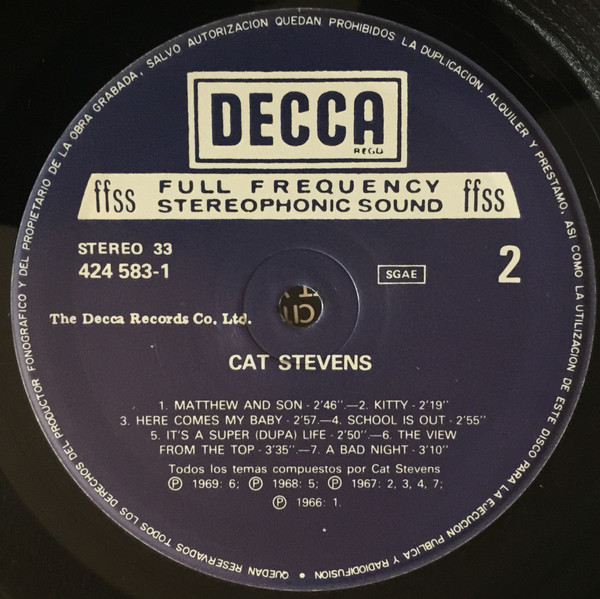 DECCA
REGD
ffss FULL FREQUENCY STEREOPHONIC SOUND ffss
STEREO 33
424 583-1
SGAE
2
The Decca Records Co. Ltd.
CAT STEVENS
1. MATTHEW AND SON - 2'46''.—2. KITTY - 2'19''
3. HERE COMES MY BABY - 2'57.—4. SCHOOL IS OUT - 2'55''
5. IT'S A SUPER (DUPA) LIFE - 2'50''.—6. THE VIEW
FROM THE TOP - 3'35''.—7. A BAD NIGHT - 3'10''
Todos los temas compuestos por Cat Stevens
Ⓟ 1969: 6; Ⓟ 1968: 5; Ⓟ 1967: 2, 3, 4, 7;
Ⓟ 1966: 1.
QUEDAN RESERVADOS TODOS LOS DERECHOS DEL PRODUCTOR FONOGRAFICO Y DEL PROPIETARIO DE LA OBRA GRABADA, SALVO AUTORIZACION QUEDAN PROHIBIDOS LA DUPLICACION. ALQUILER Y PRESTAMO, ASI COMO LA UTILIZACION DE ESTE DISCO PARA LA EJECUCION PUBLICA Y RADIODIFUSION •